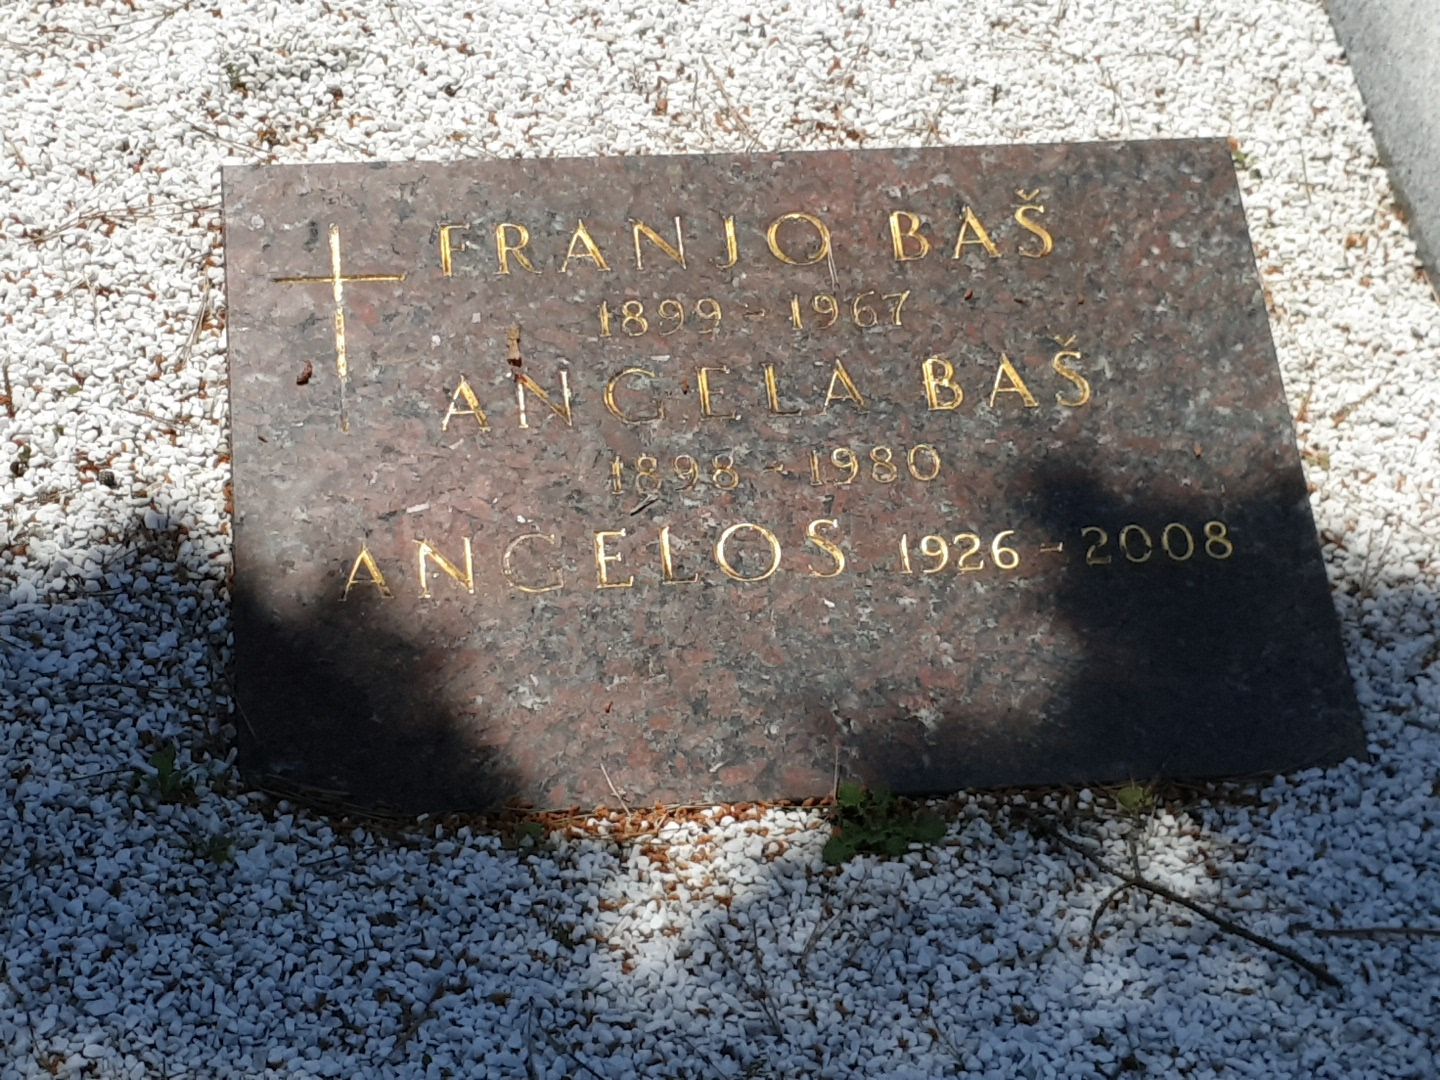 FRANJO BAŠ
1899 - 1967
ANGELA BAŠ
1898 - 1980
ANGELOS 1926 - 2008